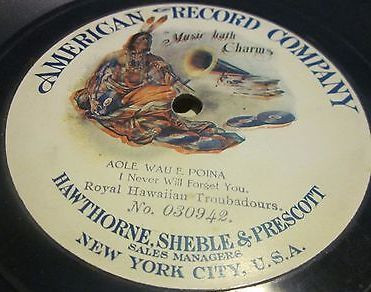 AMERICAN RECORD COMPANY
Music hath
Charms
AOLE WAU E POINA
I Never Will Forget You.
Royal Hawaiian Troubadours.
No. 030942.
HAWTHORNE, SHEBLE & PRESCOTT
SALES MANAGERS
NEW YORK CITY, U.S.A.